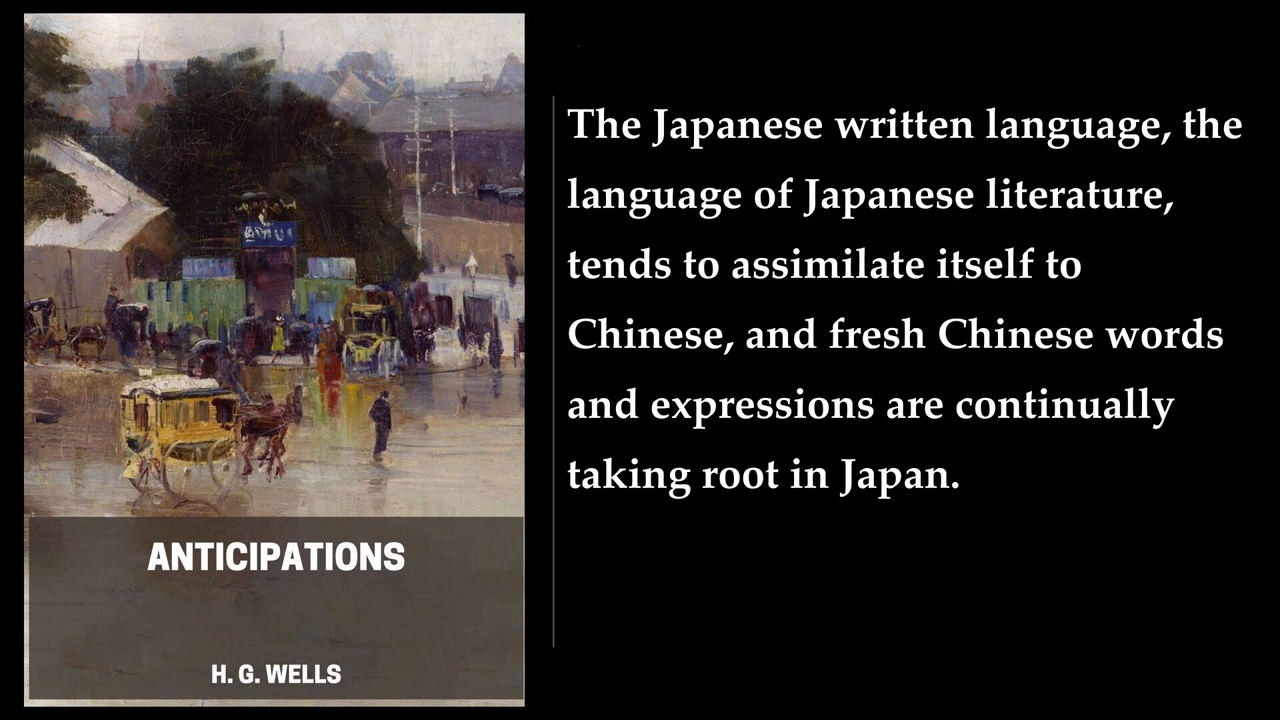 ANTICIPATIONS
H. G. WELLS
The Japanese written language, the
language of Japanese literature,
tends to assimilate itself to
Chinese, and fresh Chinese words
and expressions are continually
taking root in Japan.